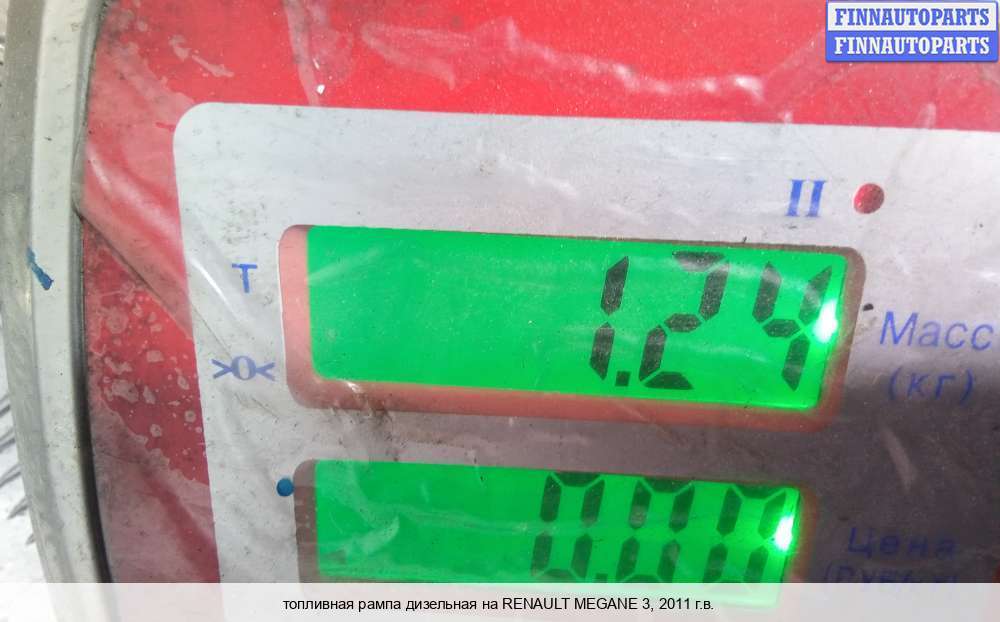 FINNAUTOPARTS
FINNAUTOPARTS
II
T
1.24
>0<
Масс
(кг)
0.00
Цена
топливная рампа дизельная на RENAULT MEGANE 3, 2011 г.в.